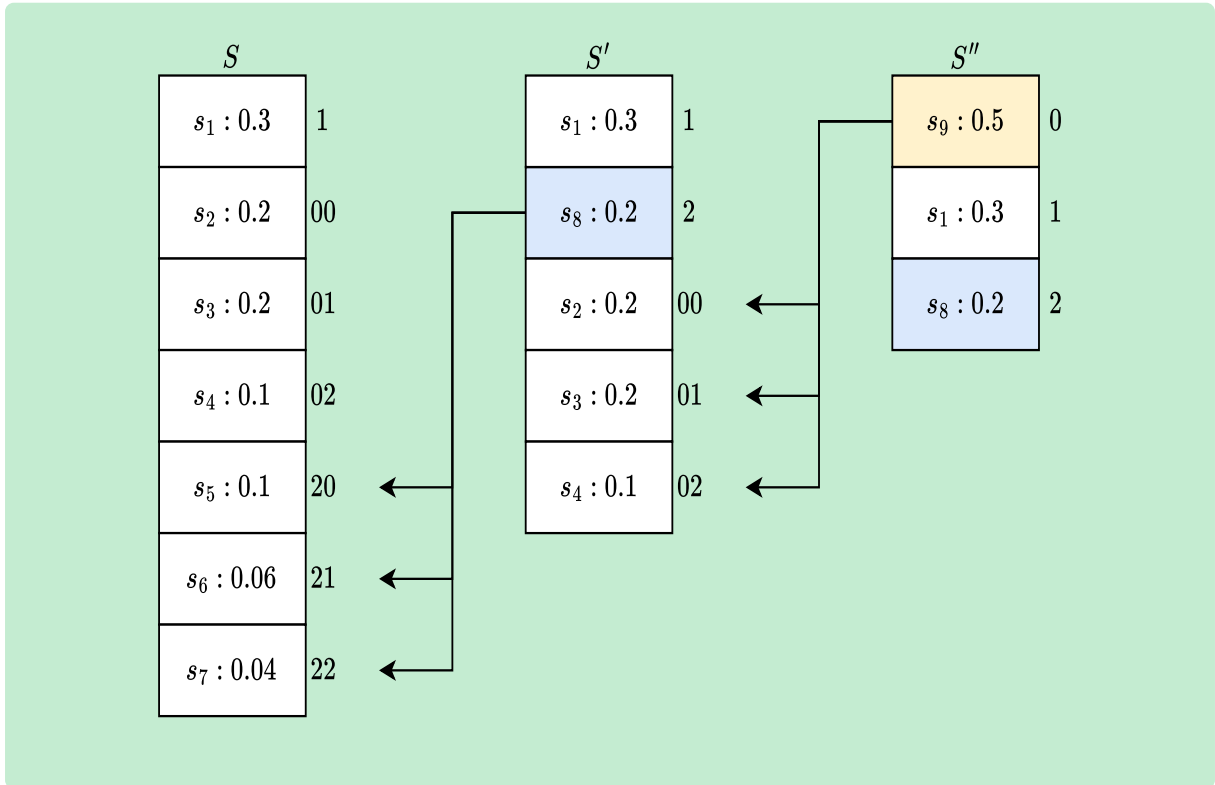 S S′ S″
s₁ : 0.3 1 s₁ : 0.3 1 s₉ : 0.5 0
s₂ : 0.2 00 s₈ : 0.2 2 s₁ : 0.3 1
s₃ : 0.2 01 s₂ : 0.2 00 s₈ : 0.2 2
s₄ : 0.1 02 s₃ : 0.2 01
s₅ : 0.1 20 s₄ : 0.1 02
s₆ : 0.06 21
s₇ : 0.04 22